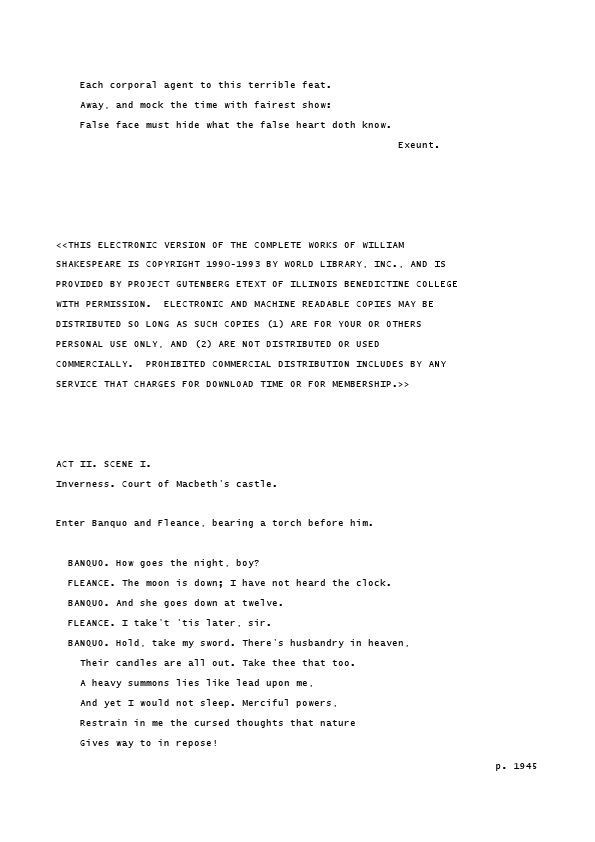 Each corporal agent to this terrible feat.
Away, and mock the time with fairest show:
False face must hide what the false heart doth know.
Exeunt.
<<THIS ELECTRONIC VERSION OF THE COMPLETE WORKS OF WILLIAM
SHAKESPEARE IS COPYRIGHT 1990-1993 BY WORLD LIBRARY, INC., AND IS
PROVIDED BY PROJECT GUTENBERG ETEXT OF ILLINOIS BENEDICTINE COLLEGE
WITH PERMISSION.  ELECTRONIC AND MACHINE READABLE COPIES MAY BE
DISTRIBUTED SO LONG AS SUCH COPIES (1) ARE FOR YOUR OR OTHERS
PERSONAL USE ONLY, AND (2) ARE NOT DISTRIBUTED OR USED
COMMERCIALLY.  PROHIBITED COMMERCIAL DISTRIBUTION INCLUDES BY ANY
SERVICE THAT CHARGES FOR DOWNLOAD TIME OR FOR MEMBERSHIP.>>
ACT II. SCENE I.
Inverness. Court of Macbeth's castle.
Enter Banquo and Fleance, bearing a torch before him.
BANQUO. How goes the night, boy?
FLEANCE. The moon is down; I have not heard the clock.
BANQUO. And she goes down at twelve.
FLEANCE. I take't 'tis later, sir.
BANQUO. Hold, take my sword. There's husbandry in heaven,
Their candles are all out. Take thee that too.
A heavy summons lies like lead upon me,
And yet I would not sleep. Merciful powers,
Restrain in me the cursed thoughts that nature
Gives way to in repose!
p. 1945